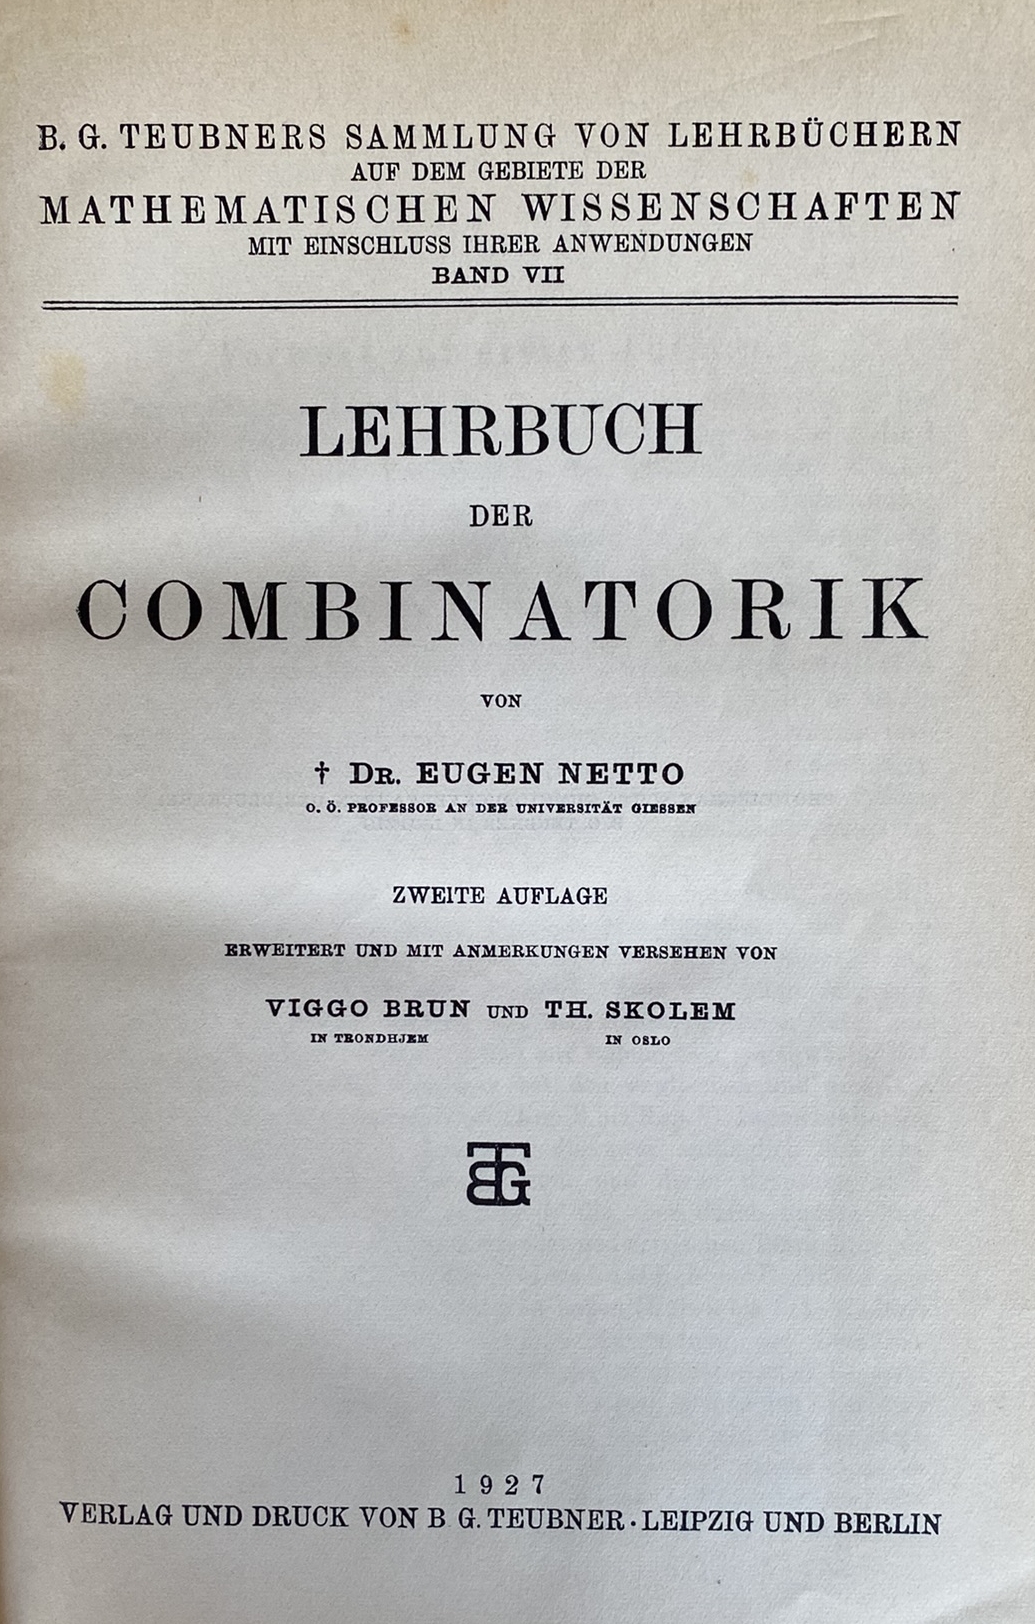 B. G. TEUBNERS SAMMLUNG VON LEHRBÜCHERN
AUF DEM GEBIETE DER
MATHEMATISCHEN WISSENSCHAFTEN
MIT EINSCHLUSS IHRER ANWENDUNGEN
BAND VII
LEHRBUCH
DER
COMBINATORIK
VON
† DR. EUGEN NETTO
O. Ö. PROFESSOR AN DER UNIVERSITÄT GIESSEN
ZWEITE AUFLAGE
ERWEITERT UND MIT ANMERKUNGEN VERSEHEN VON
VIGGO BRUN UND TH. SKOLEM
IN TRONDHJEM IN OSLO
BTG
1927
VERLAG UND DRUCK VON B G. TEUBNER · LEIPZIG UND BERLIN